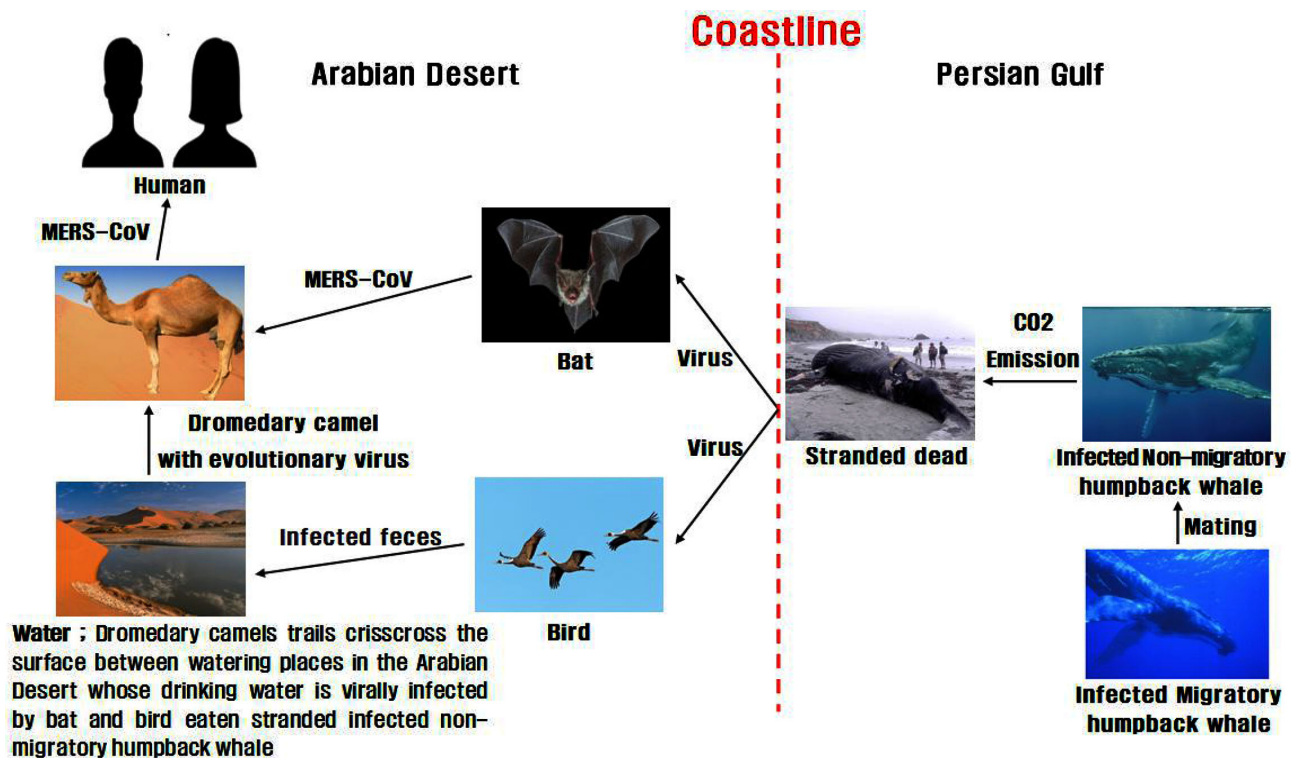 Coastline
Arabian Desert
Persian Gulf
Human
MERS-CoV
MERS-CoV
Bat
Virus
CO2
Emission
Dromedary camel
with evolutionary virus
Virus
Stranded dead
Infected Non-migratory
humpback whale
Mating
Infected feces
Bird
Water ; Dromedary camels trails crisscross the
surface between watering places in the Arabian
Desert whose drinking water is virally infected
by bat and bird eaten stranded infected non-
migratory humpback whale
Infected Migratory
humpback whale